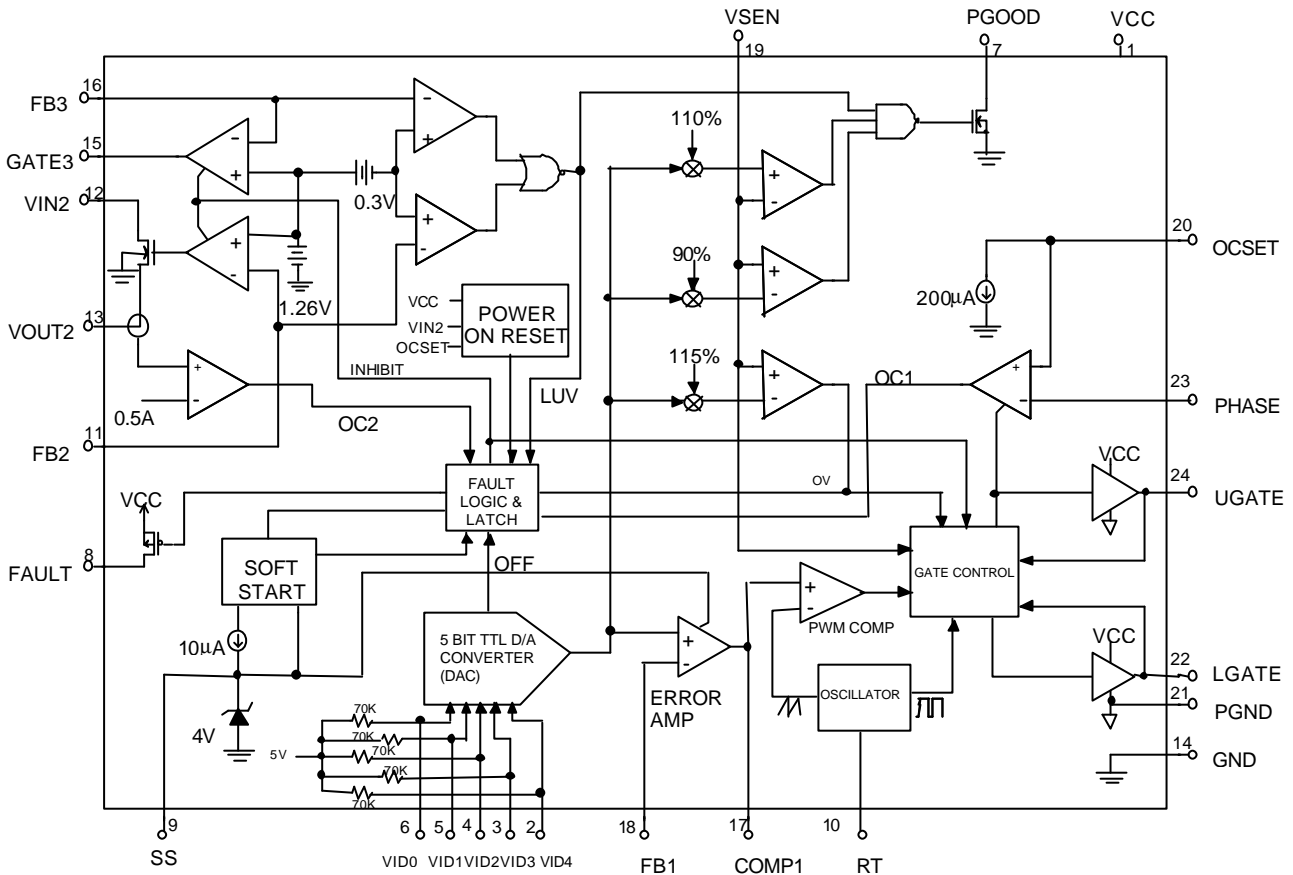 VSEN
PGOOD
VCC
19
7
1
16
FB3
15
GATE3
12
VIN2
110%
0.3V
90%
20
OCSET
200µA
1.26V
13
VOUT2
VCC
VIN2
OCSET
POWER
ON RESET
115%
INHIBIT
LUV
OC1
23
PHASE
0.5A
OC2
11
FB2
VCC
24
UGATE
VCC
FAULT
LOGIC &
LATCH
OV
8
FAULT
SOFT
START
OFF
GATE CONTROL
10µA
5 BIT TTL D/A
CONVERTER
(DAC)
PWM COMP
VCC
22
LGATE
21
PGND
ERROR
AMP
OSCILLATOR
4V
5V
70K
70K
70K
70K
70K
14
GND
9
SS
6
5
4
3
2
VID0
VID1
VID2
VID3
VID4
18
FB1
17
COMP1
10
RT